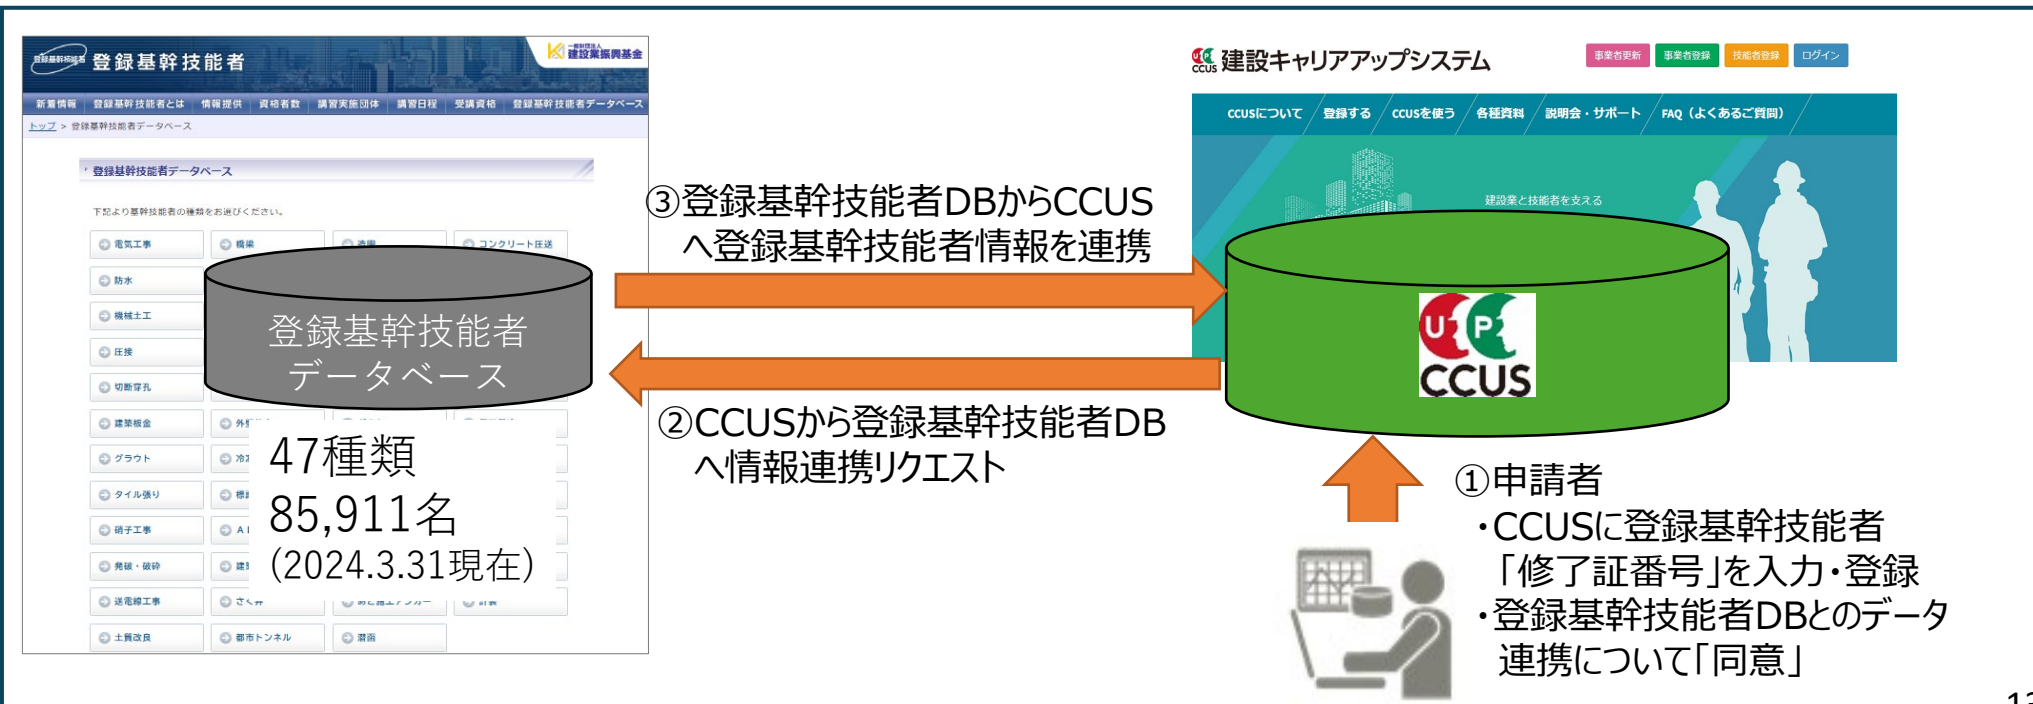 登録基幹技能者
登録基幹技能者
一般財団法人
建設業振興基金
新着情報 登録基幹技能者とは 情報提供 資格者数 講習実施団体 講習日程 受講資格 登録基幹技能者データベース
トップ > 登録基幹技能者データベース
登録基幹技能者データベース
下記より基幹技能者の種類をお選びください。
電気工事 橋梁 造園 コンクリート圧送
防水
機械土工
圧接
切断穿孔
建築板金
グラウト
タイル張り
硝子工事
発破・破砕
送電線工事 さく井 計装
土質改良 都市トンネル 潜函
登録基幹技能者
データベース
47種類
85,911名
(2024.3.31現在)
③登録基幹技能者DBからCCUS
へ登録基幹技能者情報を連携
②CCUSから登録基幹技能者DB
へ情報連携リクエスト
CCUS
建設キャリアアップシステム
事業者更新 事業者登録 技能者登録 ログイン
CCUSについて 登録する CCUSを使う 各種資料 説明会・サポート FAQ(よくあるご質問)
建設業と技能者を支える
UP
CCUS
①申請者
・CCUSに登録基幹技能者
「修了証番号」を入力・登録
・登録基幹技能者DBとのデータ
連携について「同意」